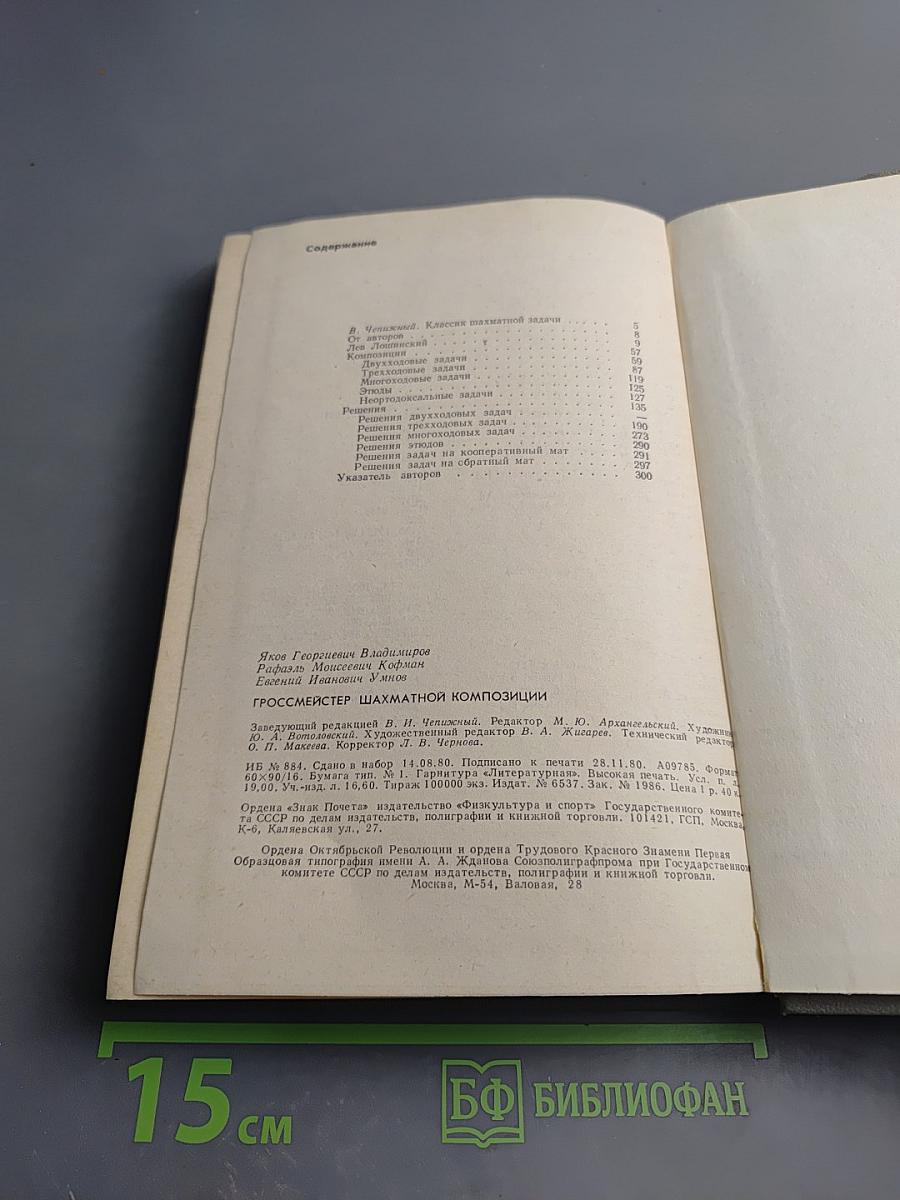 Содержание
В. Чепижный. Классик шахматной задачи . . . . . 5
От авторов . . . . . . . . . . . . . . . . . 8
Лев Лошинский . . . . . . . . . . . . . . . 9
Композиции . . . . . . . . . . . . . . . . . 57
Двухходовые задачи . . . . . . . . . . . . . 59
Трехходовые задачи . . . . . . . . . . . . . 87
Многоходовые задачи . . . . . . . . . . . . 119
Этюды . . . . . . . . . . . . . . . . . . . 125
Неортодоксальные задачи . . . . . . . . . . 127
Решения . . . . . . . . . . . . . . . . . . 135
Решения двухходовых задач . . . . . . . . . —
Решения трехходовых задач . . . . . . . . . 190
Решения многоходовых задач . . . . . . . . 273
Решения этюдов . . . . . . . . . . . . . . 290
Решения задач на кооперативный мат . . . . 291
Решения задач на обратный мат . . . . . . 297
Указатель авторов . . . . . . . . . . . . 300
Яков Георгиевич Владимиров
Рафаэль Моисеевич Кофман
Евгений Иванович Умнов
ГРОССМЕЙСТЕР ШАХМАТНОЙ КОМПОЗИЦИИ
Заведующий редакцией В. И. Чепижный. Редактор М. Ю. Архангельский. Художник
Ю. А. Вотоловский. Художественный редактор В. А. Жигарев. Технический редактор
О. П. Макеева. Корректор Л. В. Чернова.
ИБ № 884. Сдано в набор 14.08.80. Подписано к печати 28.11.80. А09785. Формат
60×90/16. Бумага тип. № 1. Гарнитура «Литературная». Высокая печать. Усл. п. л.
19,00. Уч.-изд. л. 16,60. Тираж 100000 экз. Издат. № 6537. Зак. № 1986. Цена 1 р. 40 к.
Ордена «Знак Почета» издательство «Физкультура и спорт» Государственного комите-
та СССР по делам издательств, полиграфии и книжной торговли. 101421, ГСП, Москва,
К-6, Каляевская ул., 27.
Ордена Октябрьской Революции и ордена Трудового Красного Знамени Первая
Образцовая типография имени А. А. Жданова Союзполиграфпрома при Государственном
комитете СССР по делам издательств, полиграфии и книжной торговли.
Москва, М-54, Валовая, 28
15 см
БФ БИБЛИОФАН